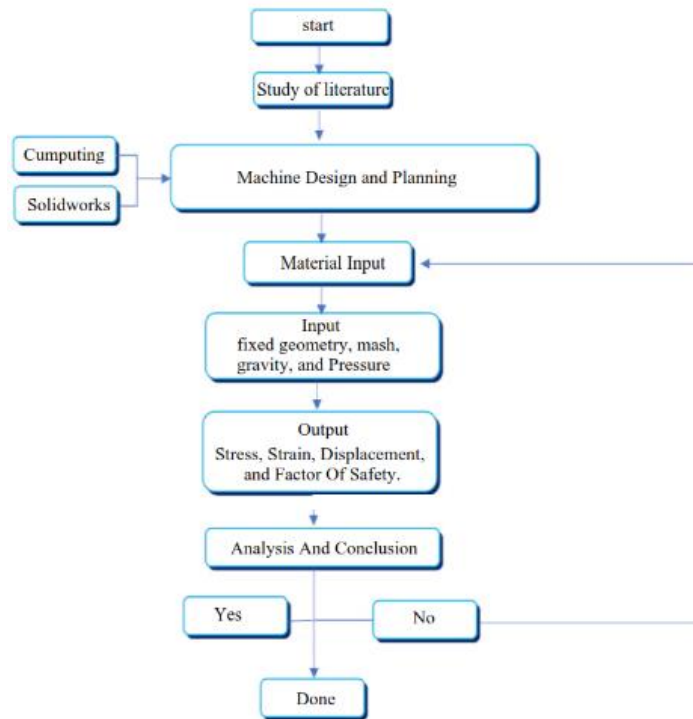 start
Study of literature
Cumputing
Solidworks
Machine Design and Planning
Material Input
Input
fixed geometry, mash,
gravity, and Pressure
Output
Stress, Strain, Displacement,
and Factor Of Safety.
Analysis And Conclusion
Yes
No
Done